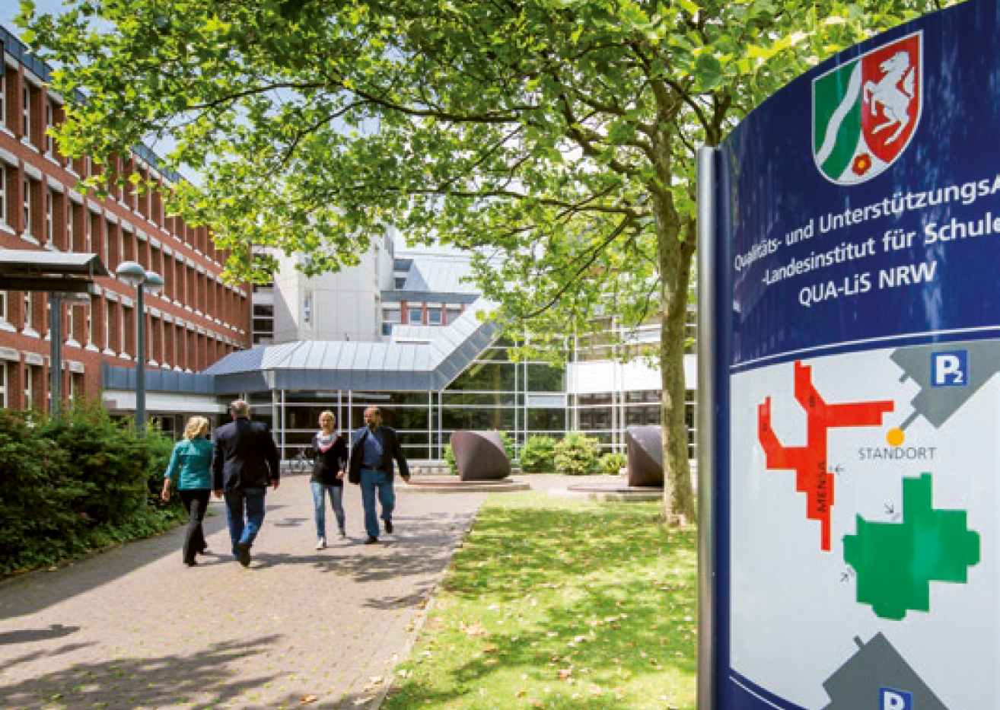 Qualitäts- und UnterstützungsA
-Landesinstitut für Schule
QUA-LiS NRW
P2
STANDORT
MENSA
P